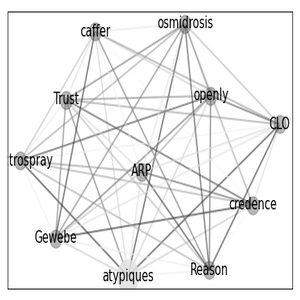 osmidrosis
caffer
openly
Trust
CLO
trospray
ARP
credence
Gewebe
Reason
atypiques